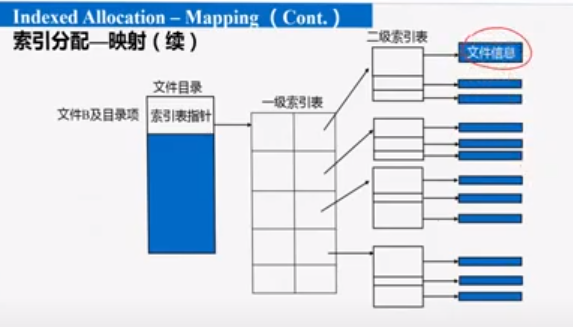 Indexed Allocation – Mapping （Cont.）
索引分配—映射（续）
二级索引表
文件信息
文件目录
一级索引表
文件B及目录项
索引表指针